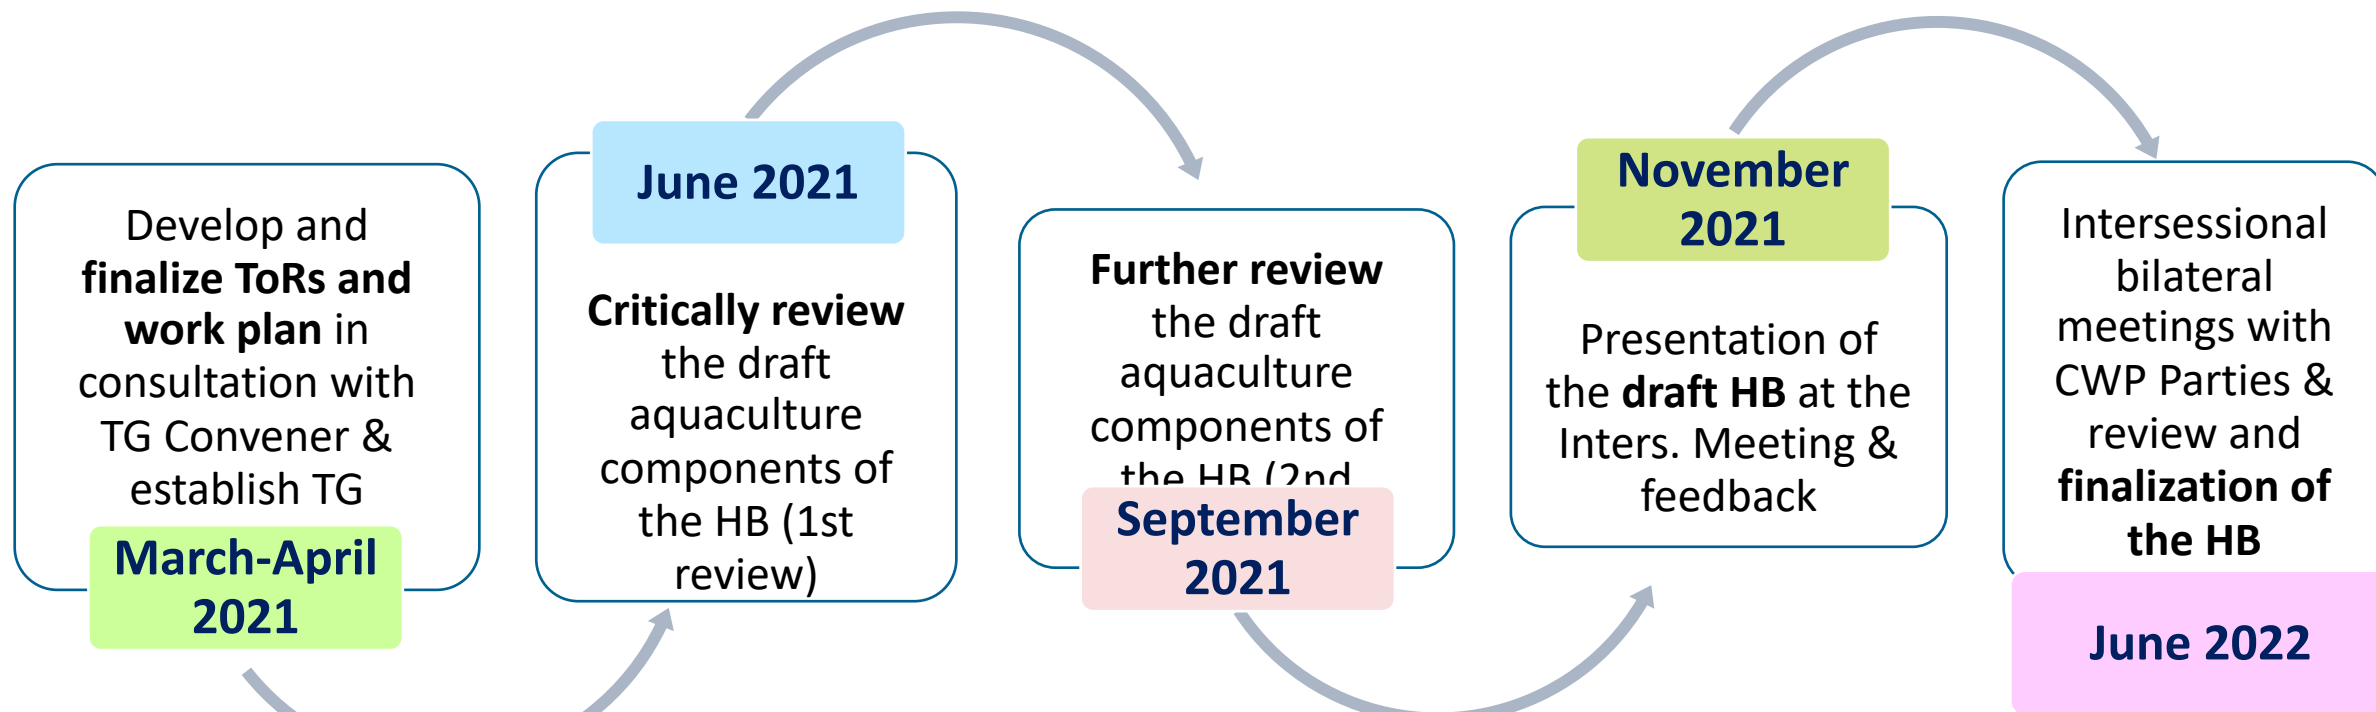 Develop and
finalize ToRs and
work plan in
consultation with
TG Convener &
establish TG
March-April
2021
June 2021
Critically review
the draft
aquaculture
components of
the HB (1st
review)
Further review
the draft
aquaculture
components of
the HB (2nd
September
2021
November
2021
Presentation of
the draft HB at the
Inters. Meeting &
feedback
Intersessional
bilateral
meetings with
CWP Parties &
review and
finalization of
the HB
June 2022